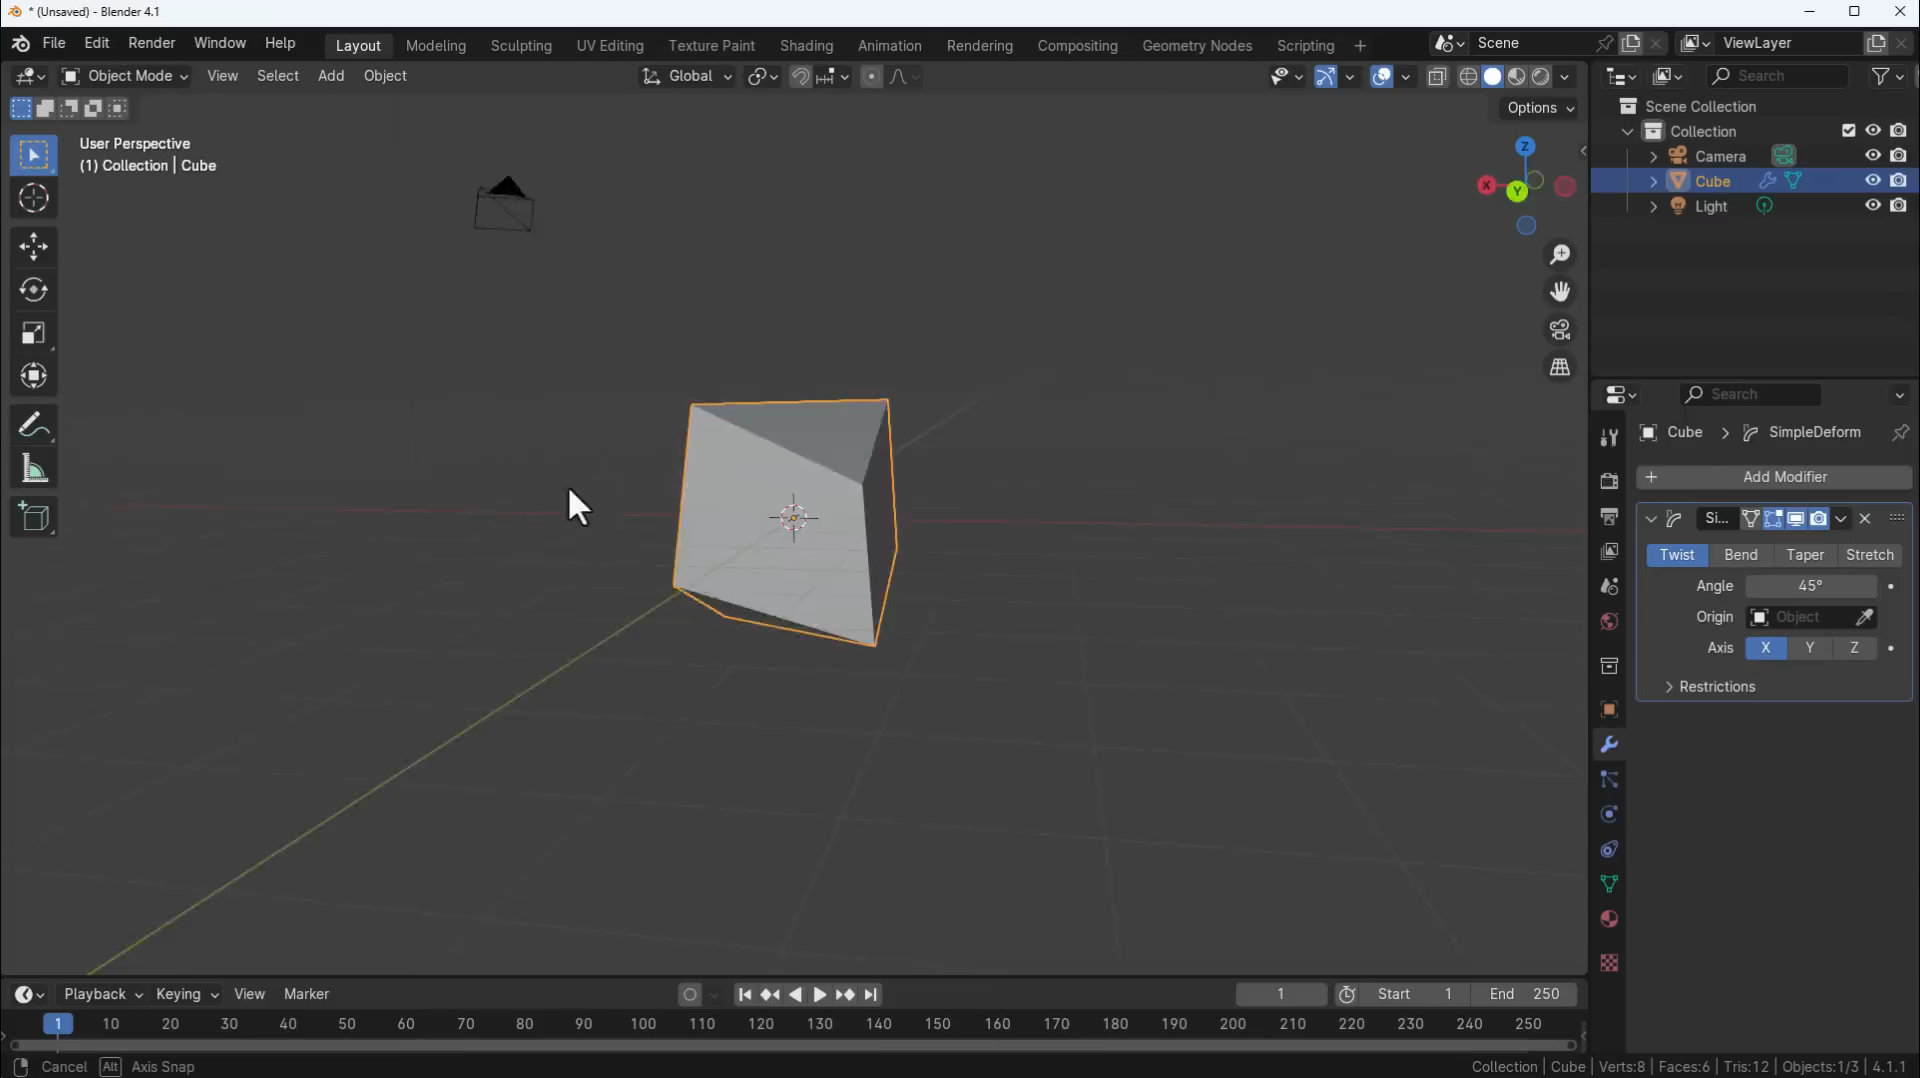 * (Unsaved) - Blender 4.1
File Edit Render Window Help Layout Modeling Sculpting UV Editing Texture Paint Shading Animation Rendering Compositing Geometry Nodes Scripting + Scene ViewLayer
Object Mode View Select Add Object Global Search
Options
Scene Collection
Collection
Camera
Cube
Light
User Perspective
(1) Collection | Cube
Z
X
Y
Search
Cube > SimpleDeform
+ Add Modifier
Si...
Twist Bend Taper Stretch
Angle 45°
Origin Object
Axis X Y Z
Restrictions
Playback Keying View Marker 1 Start 1 End 250
1 10 20 30 40 50 60 70 80 90 100 110 120 130 140 150 160 170 180 190 200 210 220 230 240 250
Cancel Alt Axis Snap Collection | Cube | Verts:8 | Faces:6 | Tris:12 | Objects:1/3 | 4.1.1